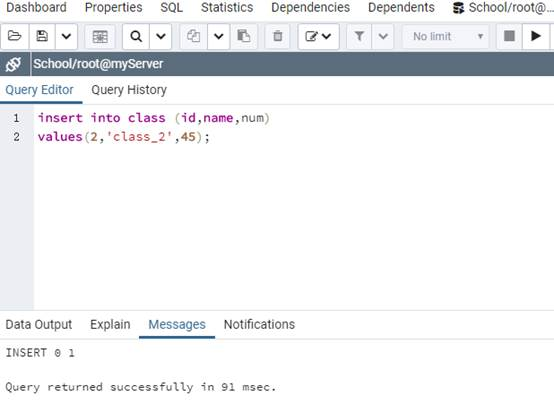 Dashboard Properties SQL Statistics Dependencies Dependents School/root@...
No limit
School/root@myServer
Query Editor Query History
1 insert into class (id,name,num)
2 values(2,'class_2',45);
Data Output Explain Messages Notifications
INSERT 0 1
Query returned successfully in 91 msec.